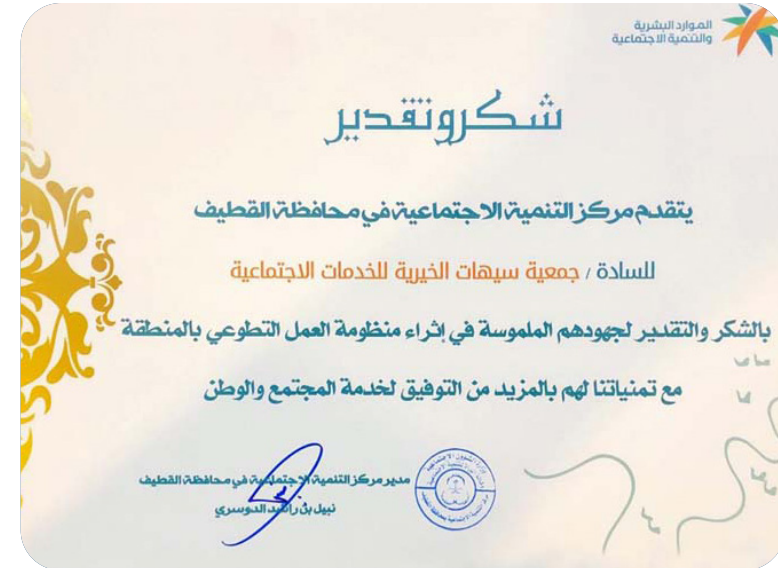 الموارد البشرية
والتنمية الاجتماعية
شكر وتقدير
يتقدم مركز التنمية الاجتماعية في محافظة القطيف
للسادة / جمعية سيهات الخيرية للخدمات الاجتماعية
بالشكر والتقدير لجهودهم الملموسة في إثراء منظومة العمل التطوعي بالمنطقة
مع تمنياتنا لهم بالمزيد من التوفيق لخدمة المجتمع والوطن
مدير مركز التنمية الاجتماعية في محافظة القطيف
نبيل بن راشد الدوسري